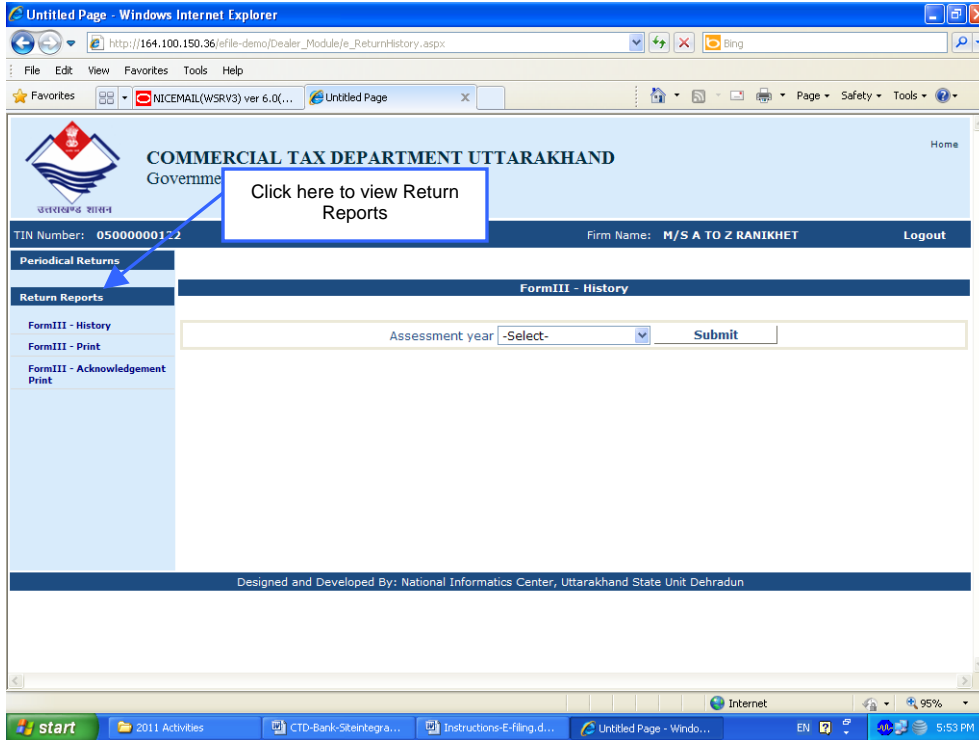 Untitled Page - Windows Internet Explorer
http://164.100.150.36/efile-demo/Dealer_Module/e_ReturnHistory.aspx
Bing
File Edit View Favorites Tools Help
Favorites
NICEMAIL(WSRV3) ver 6.0(...
Untitled Page
X
Page
Safety
Tools
COMMERCIAL TAX DEPARTMENT UTTARAKHAND
Home
उत्तराखण्ड शासन
Click here to view Return
Reports
TIN Number: 05000000122
Firm Name: M/S A TO Z RANIKHET
Logout
Periodical Returns
Return Reports
FormIII - History
FormIII - Print
FormIII - Acknowledgement
Print
FormIII - History
Assessment year -Select- Submit
Designed and Developed By: National Informatics Center, Uttarakhand State Unit Dehradun
Internet
95%
start
2011 Activities
CTD-Bank-Siteintegra...
Instructions-E-filing.d...
Untitled Page - Windo...
EN
5:53 PM